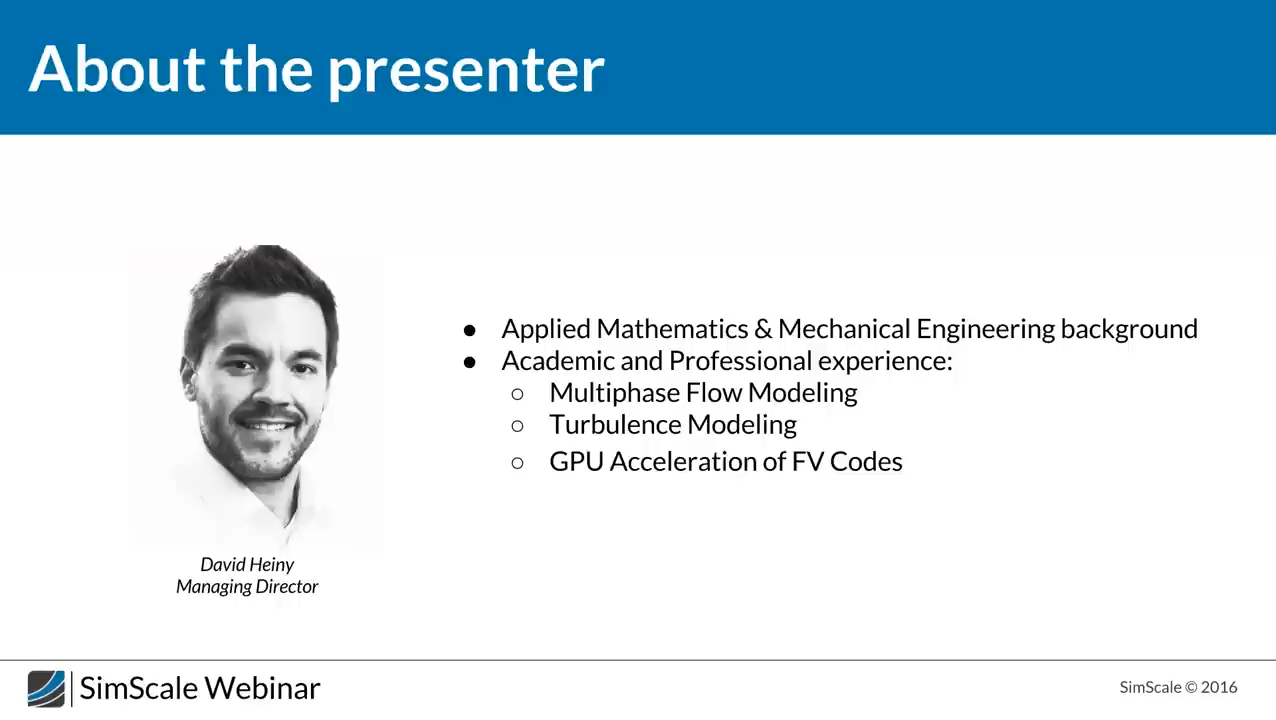 About the presenter
● Applied Mathematics & Mechanical Engineering background
● Academic and Professional experience:
○ Multiphase Flow Modeling
○ Turbulence Modeling
○ GPU Acceleration of FV Codes
David Heiny
Managing Director
SimScale Webinar
SimScale © 2016